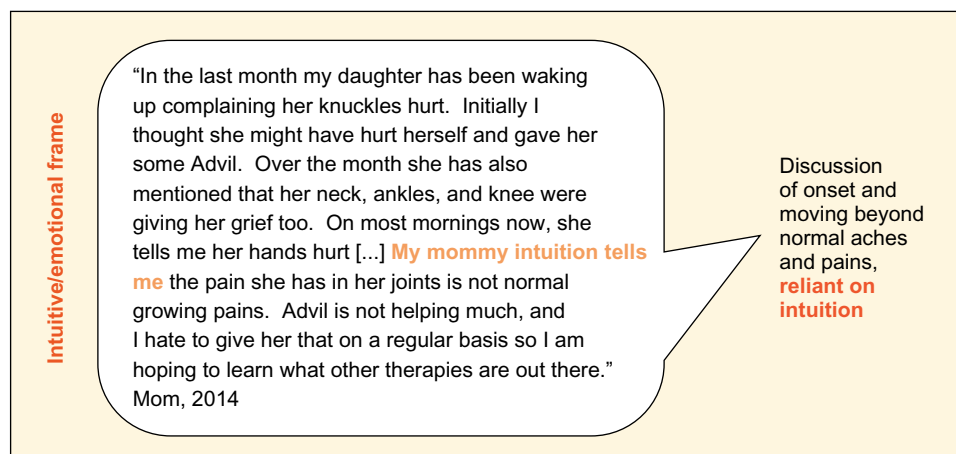 Intuitive/emotional frame
“In the last month my daughter has been waking
up complaining her knuckles hurt.  Initially I
thought she might have hurt herself and gave her
some Advil.  Over the month she has also
mentioned that her neck, ankles, and knee were
giving her grief too.  On most mornings now, she
tells me her hands hurt [...] My mommy intuition tells
me the pain she has in her joints is not normal
growing pains.  Advil is not helping much, and
I hate to give her that on a regular basis so I am
hoping to learn what other therapies are out there.”
Mom, 2014
Discussion
of onset and
moving beyond
normal aches
and pains,
reliant on
intuition